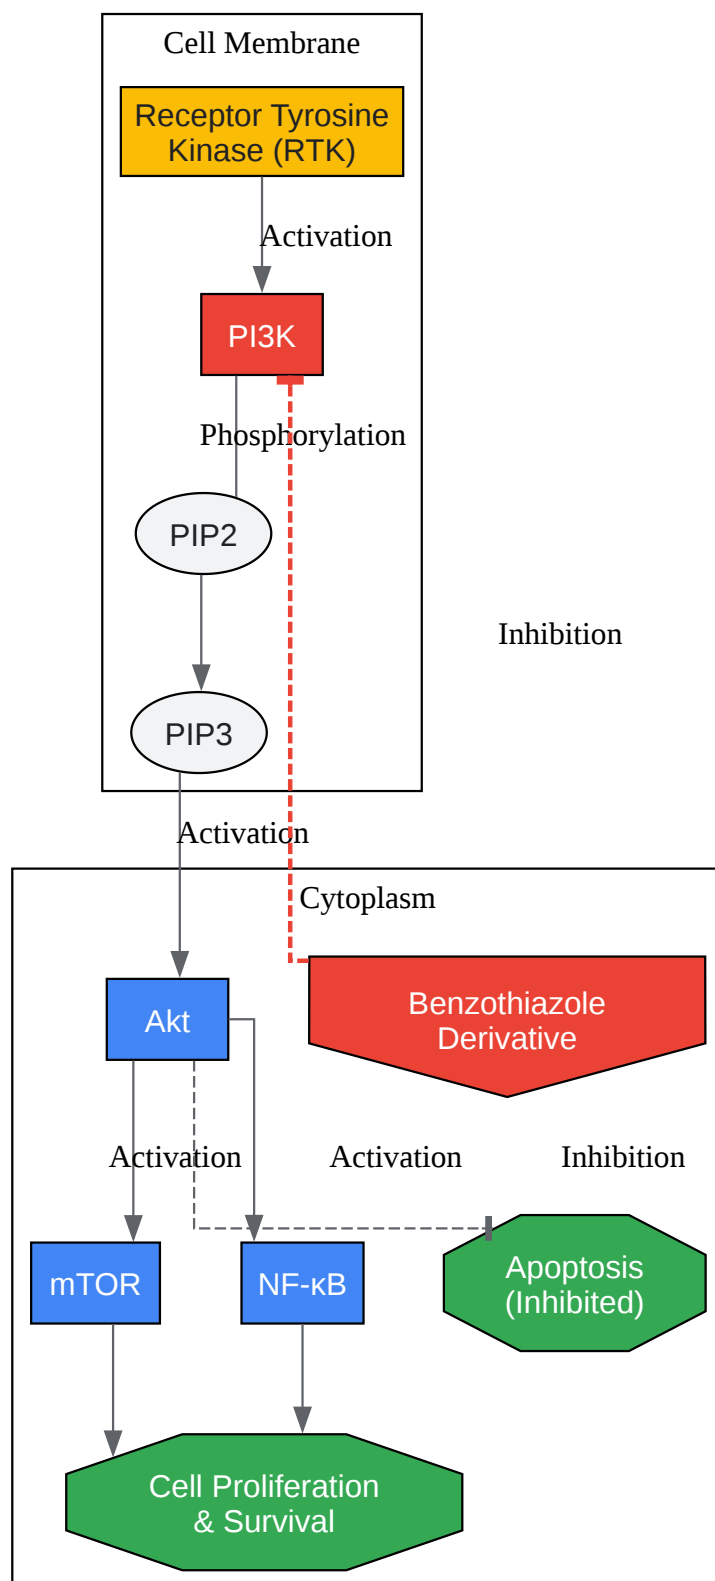 Cell Membrane
Receptor Tyrosine
Kinase (RTK)
Activation
PI3K
Phosphorylation
PIP2
Inhibition
PIP3
Activation
Cytoplasm
Akt
Benzothiazole
Derivative
Activation
Activation
Inhibition
mTOR
NF-κB
Apoptosis
(Inhibited)
Cell Proliferation
& Survival